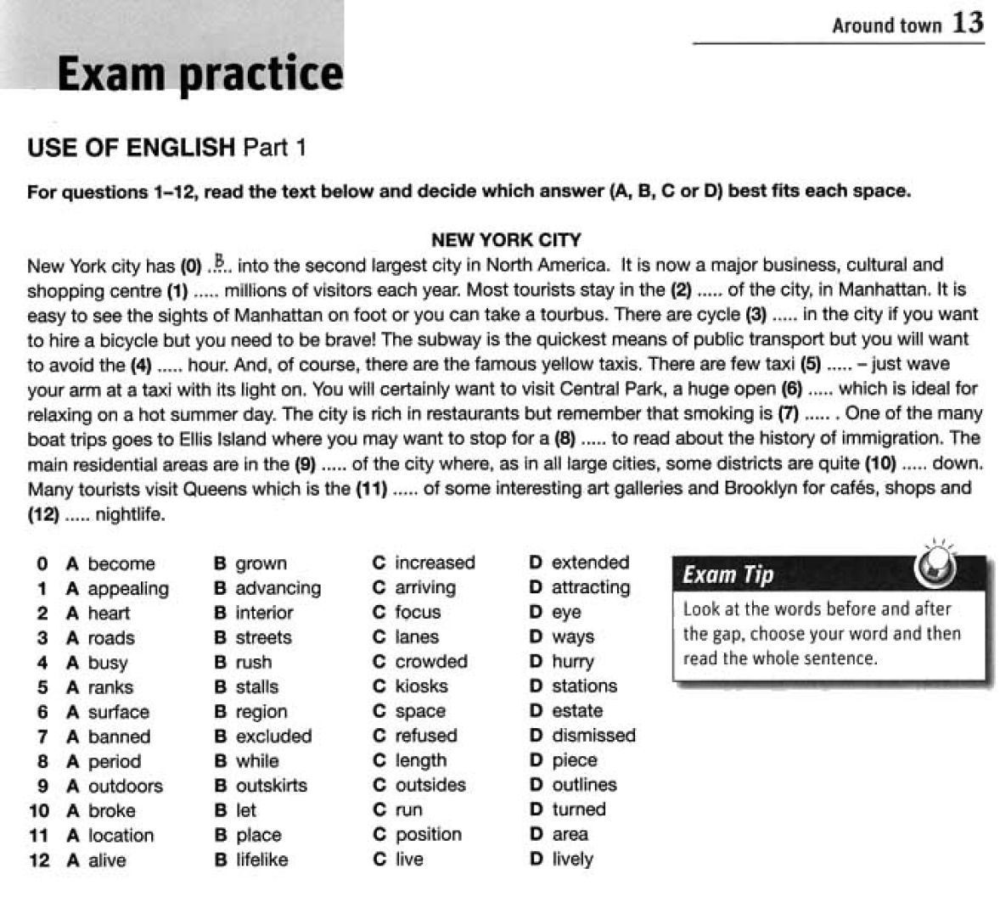 Around town 13
Exam practice
USE OF ENGLISH Part 1
For questions 1–12, read the text below and decide which answer (A, B, C or D) best fits each space.
NEW YORK CITY
New York city has (0) ..B.. into the second largest city in North America. It is now a major business, cultural and
shopping centre (1) ..... millions of visitors each year. Most tourists stay in the (2) ..... of the city, in Manhattan. It is
easy to see the sights of Manhattan on foot or you can take a tourbus. There are cycle (3) ..... in the city if you want
to hire a bicycle but you need to be brave! The subway is the quickest means of public transport but you will want
to avoid the (4) ..... hour. And, of course, there are the famous yellow taxis. There are few taxi (5) ..... – just wave
your arm at a taxi with its light on. You will certainly want to visit Central Park, a huge open (6) ..... which is ideal for
relaxing on a hot summer day. The city is rich in restaurants but remember that smoking is (7) ..... . One of the many
boat trips goes to Ellis Island where you may want to stop for a (8) ..... to read about the history of immigration. The
main residential areas are in the (9) ..... of the city where, as in all large cities, some districts are quite (10) ..... down.
Many tourists visit Queens which is the (11) ..... of some interesting art galleries and Brooklyn for cafés, shops and
(12) ..... nightlife.
0 A become B grown C increased D extended
1 A appealing B advancing C arriving D attracting
2 A heart B interior C focus D eye
3 A roads B streets C lanes D ways
4 A busy B rush C crowded D hurry
5 A ranks B stalls C kiosks D stations
6 A surface B region C space D estate
7 A banned B excluded C refused D dismissed
8 A period B while C length D piece
9 A outdoors B outskirts C outsides D outlines
10 A broke B let C run D turned
11 A location B place C position D area
12 A alive B lifelike C live D lively
Exam Tip
Look at the words before and after
the gap, choose your word and then
read the whole sentence.